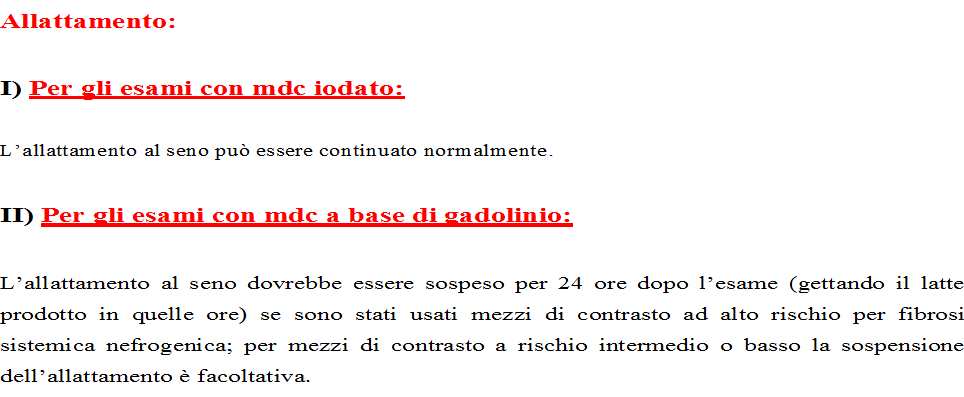 Allattamento:
I) Per gli esami con mdc iodato:
L’allattamento al seno può essere continuato normalmente.
II) Per gli esami con mdc a base di gadolinio:
L’allattamento al seno dovrebbe essere sospeso per 24 ore dopo l’esame (gettando il latte
prodotto in quelle ore) se sono stati usati mezzi di contrasto ad alto rischio per fibrosi
sistemica nefrogenica; per mezzi di contrasto a rischio intermedio o basso la sospensione
dell’allattamento è facoltativa.